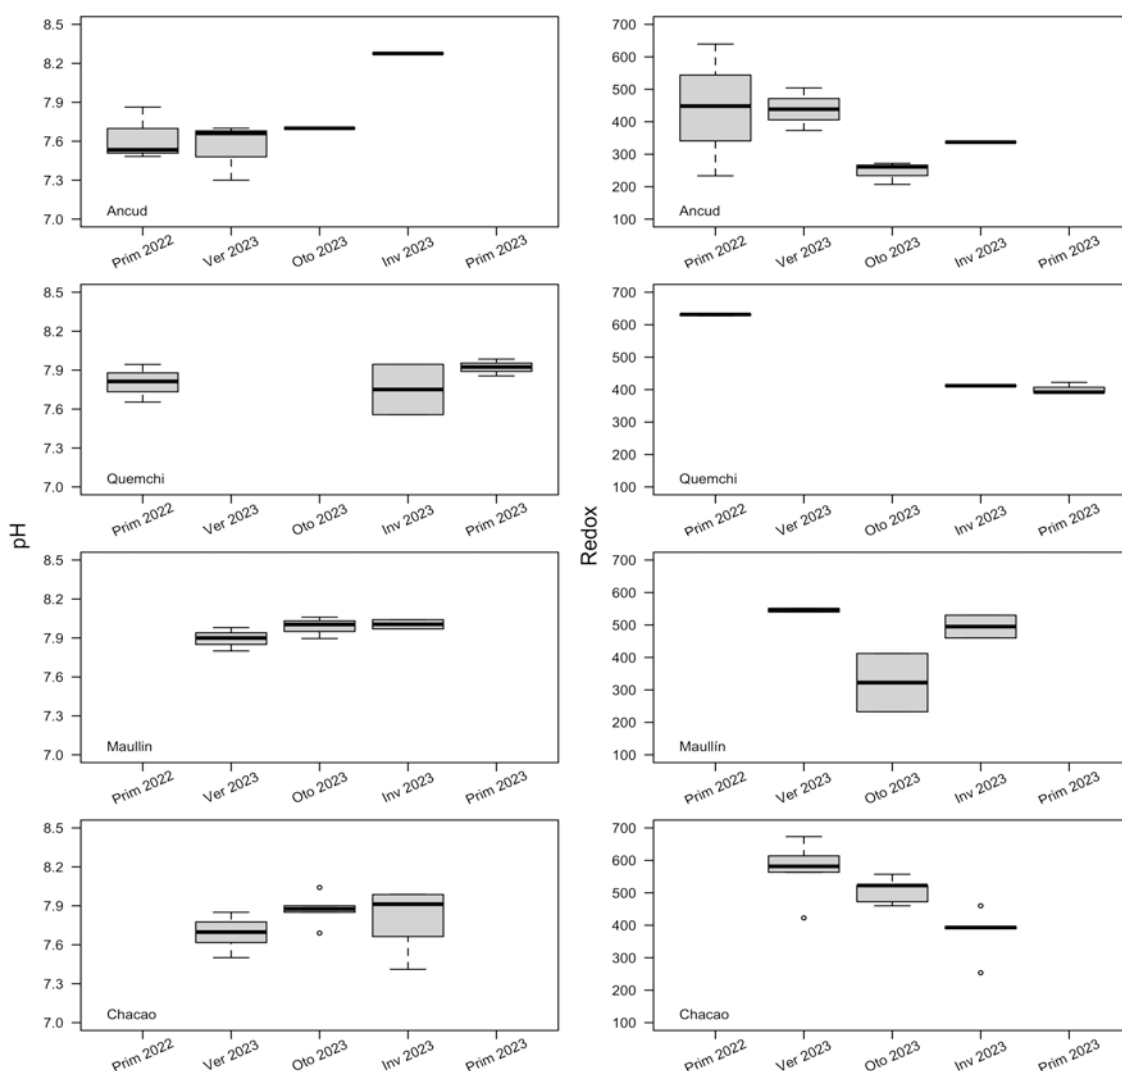 8.5
8.2
7.9
7.6
7.3
7.0
Ancud
Prim 2022
Ver 2023
Oto 2023
Inv 2023
Prim 2023
700
600
500
400
300
200
100
Ancud
Prim 2022
Ver 2023
Oto 2023
Inv 2023
Prim 2023
8.5
8.2
7.9
7.6
7.3
7.0
Quemchi
Prim 2022
Ver 2023
Oto 2023
Inv 2023
Prim 2023
700
600
500
400
300
200
100
Quemchi
Prim 2022
Ver 2023
Oto 2023
Inv 2023
Prim 2023
pH
Redox
8.5
8.2
7.9
7.6
7.3
7.0
Maullin
Prim 2022
Ver 2023
Oto 2023
Inv 2023
Prim 2023
700
600
500
400
300
200
100
Maullín
Prim 2022
Ver 2023
Oto 2023
Inv 2023
Prim 2023
8.5
8.2
7.9
7.6
7.3
7.0
Chacao
Prim 2022
Ver 2023
Oto 2023
Inv 2023
Prim 2023
700
600
500
400
300
200
100
Chacao
Prim 2022
Ver 2023
Oto 2023
Inv 2023
Prim 2023